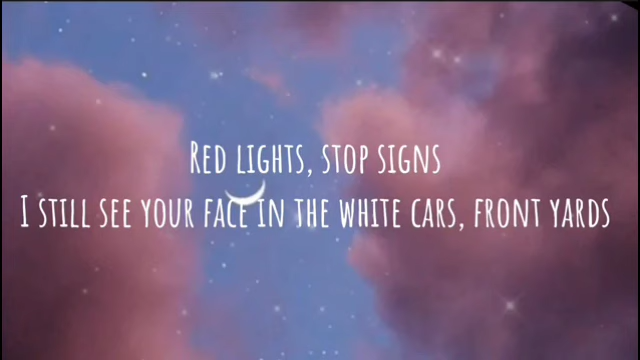 Red lights, stop signs
I still see your face in the white cars, front yards